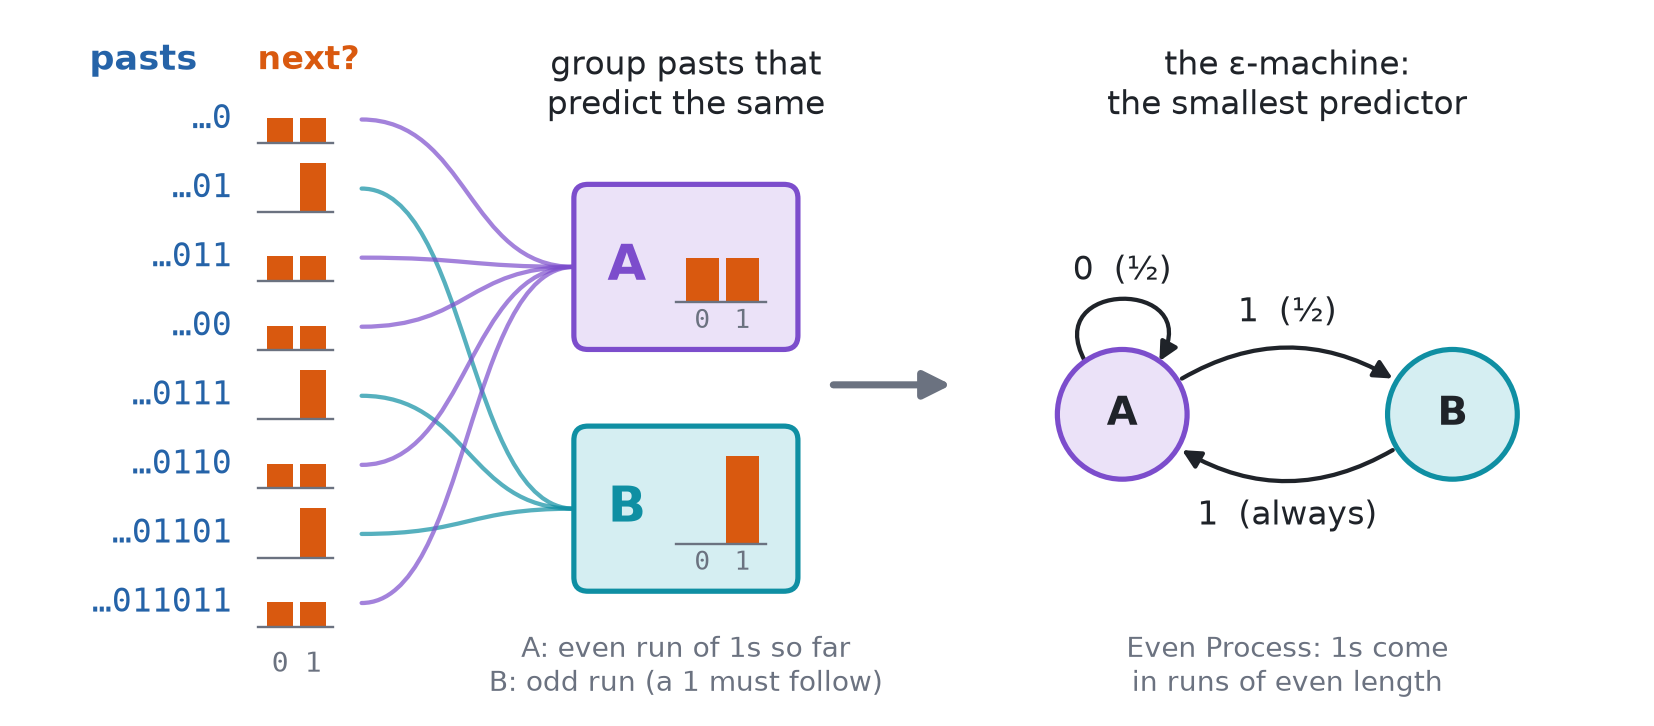 pasts next?
…0
…01
…011
…00
…0111
…0110
…01101
…011011
0 1
group pasts that
predict the same
A
0 1
B
0 1
A: even run of 1s so far
B: odd run (a 1 must follow)
the ε-machine:
the smallest predictor
0 (½)
1 (½)
A
B
1 (always)
Even Process: 1s come
in runs of even length